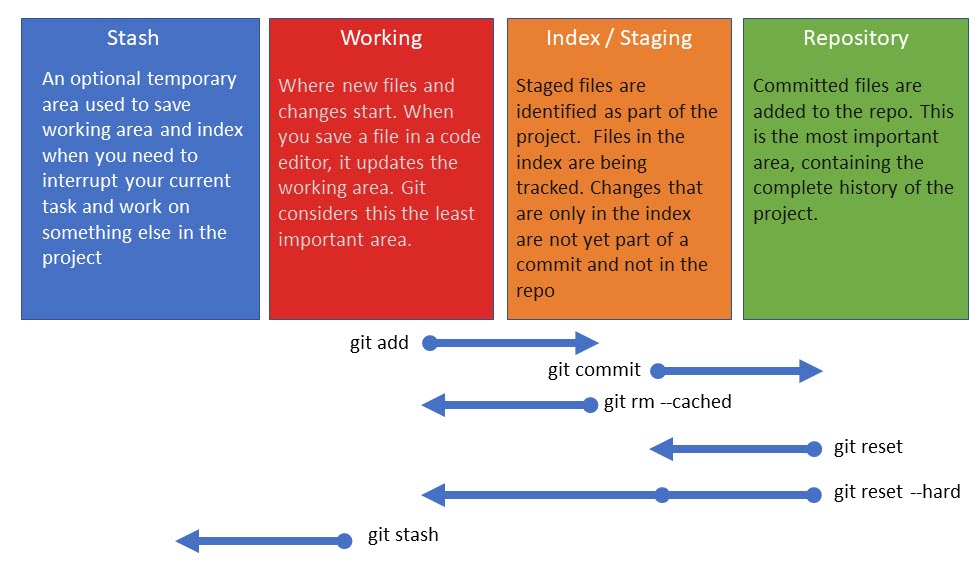 Stash
An optional temporary
area used to save
working area and index
when you need to
interrupt your current
task and work on
something else in the
project
Working
Where new files and
changes start. When
you save a file in a code
editor, it updates the
working area. Git
considers this the least
important area.
Index / Staging
Staged files are
identified as part of the
project.  Files in the
index are being
tracked. Changes that
are only in the index
are not yet part of a
commit and not in the
repo
Repository
Committed files are
added to the repo. This
is the most important
area, containing the
complete history of the
project.
git add
git commit
git rm --cached
git reset
git reset --hard
git stash